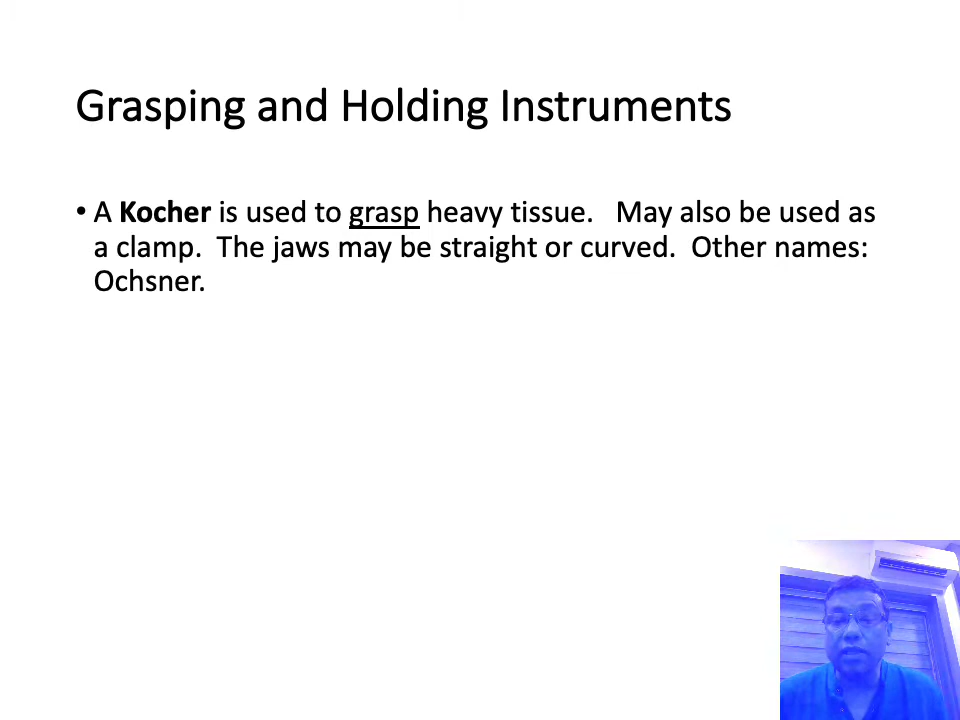 Grasping and Holding Instruments
• A Kocher is used to grasp heavy tissue.   May also be used as
a clamp.  The jaws may be straight or curved.  Other names:
Ochsner.